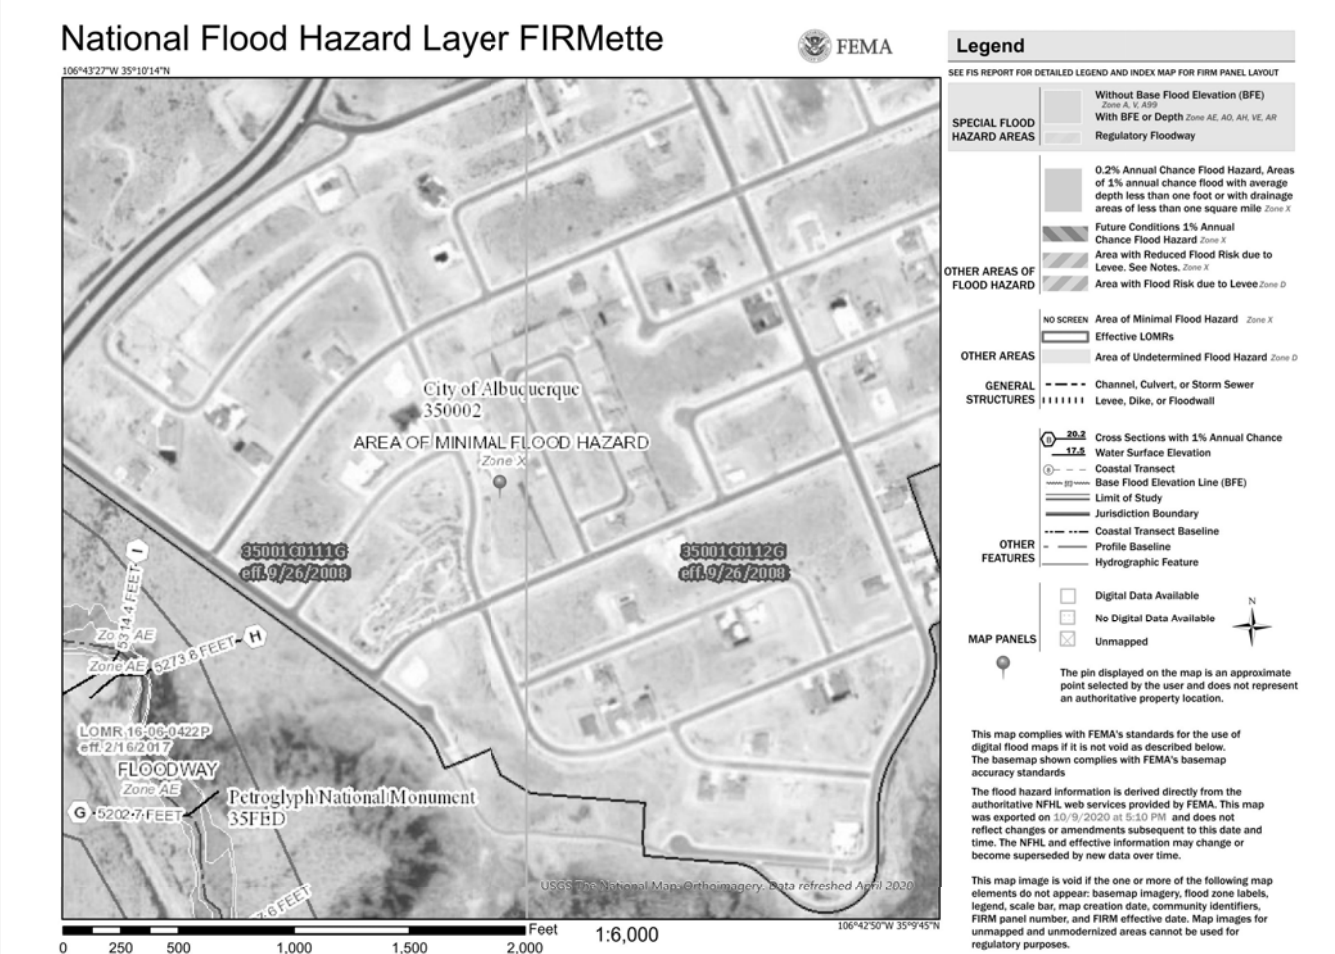 National Flood Hazard Layer FIRMette
FEMA
106°43'27"W 35°10'14"N
City of Albuquerque
350002
AREA OF MINIMAL FLOOD HAZARD
Zone X
35001C0111G
eff. 9/26/2008
35001C0112G
eff. 9/26/2008
I
5314.4 FEET
Zone AE
H
5273.8 FEET
Zone AE
LOMR 16-06-0422P
eff. 2/16/2017
FLOODWAY
Zone AE
G
5202.7 FEET
Petroglyph National Monument
35FED
7.6 FEET
USGS The National Map: Orthoimagery. Data refreshed April 2020
106°42'50"W 35°9'45"N
0 250 500 1,000 1,500 2,000
Feet
1:6,000
Legend
SEE FIS REPORT FOR DETAILED LEGEND AND INDEX MAP FOR FIRM PANEL LAYOUT
SPECIAL FLOOD
HAZARD AREAS
Without Base Flood Elevation (BFE)
Zone A, V, A99
With BFE or Depth Zone AE, AO, AH, VE, AR
Regulatory Floodway
0.2% Annual Chance Flood Hazard, Areas
of 1% annual chance flood with average
depth less than one foot or with drainage
areas of less than one square mile Zone X
Future Conditions 1% Annual
Chance Flood Hazard Zone X
Area with Reduced Flood Risk due to
Levee. See Notes. Zone X
Area with Flood Risk due to Levee Zone D
OTHER AREAS OF
FLOOD HAZARD
NO SCREEN Area of Minimal Flood Hazard Zone X
Effective LOMRs
OTHER AREAS
Area of Undetermined Flood Hazard Zone D
GENERAL
STRUCTURES
Channel, Culvert, or Storm Sewer
Levee, Dike, or Floodwall
B 20.2 Cross Sections with 1% Annual Chance
17.5 Water Surface Elevation
8 Coastal Transect
513 Base Flood Elevation Line (BFE)
Limit of Study
Jurisdiction Boundary
Coastal Transect Baseline
OTHER
FEATURES
Profile Baseline
Hydrographic Feature
Digital Data Available
No Digital Data Available
MAP PANELS
Unmapped
N
The pin displayed on the map is an approximate
point selected by the user and does not represent
an authoritative property location.
This map complies with FEMA's standards for the use of
digital flood maps if it is not void as described below.
The basemap shown complies with FEMA's basemap
accuracy standards
The flood hazard information is derived directly from the
authoritative NFHL web services provided by FEMA. This map
was exported on 10/9/2020 at 5:10 PM and does not
reflect changes or amendments subsequent to this date and
time. The NFHL and effective information may change or
become superseded by new data over time.
This map image is void if the one or more of the following map
elements do not appear: basemap imagery, flood zone labels,
legend, scale bar, map creation date, community identifiers,
FIRM panel number, and FIRM effective date. Map images for
unmapped and unmodernized areas cannot be used for
regulatory purposes.